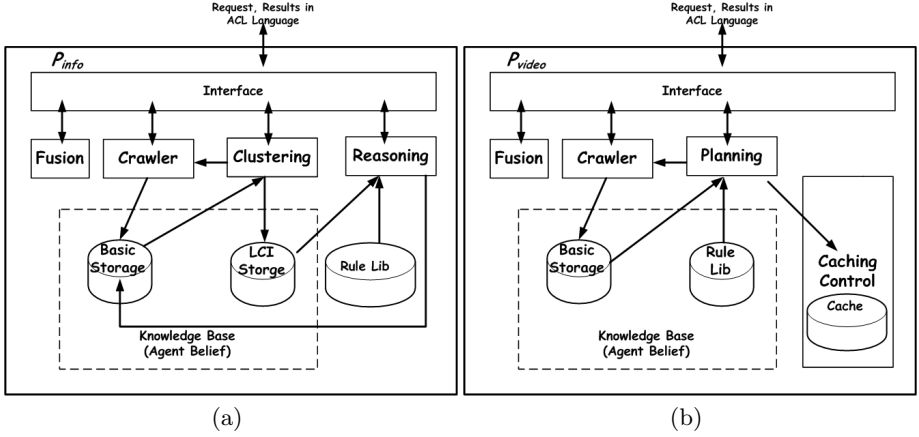 Request, Results in
ACL Language
P_info
Interface
Fusion
Crawler
Clustering
Reasoning
Basic
Storage
LCI
Storge
Rule Lib
Knowledge Base
(Agent Belief)
(a)
Request, Results in
ACL Language
P_video
Interface
Fusion
Crawler
Planning
Basic
Storage
Rule
Lib
Caching
Control
Cache
Knowledge Base
(Agent Belief)
(b)